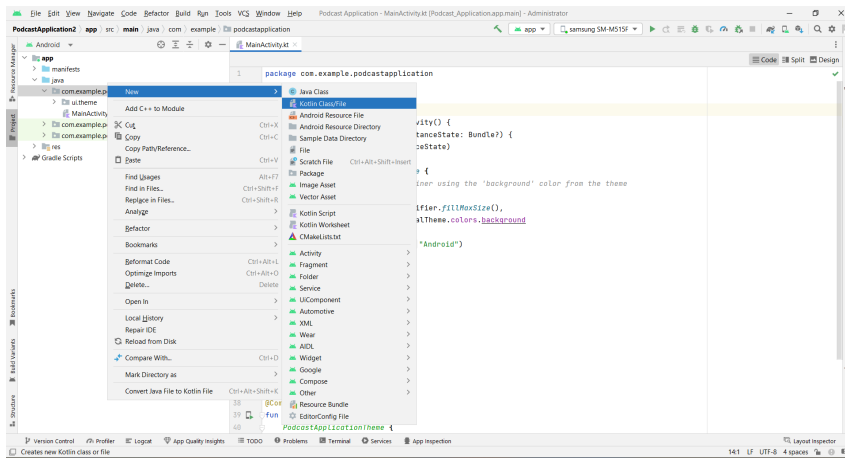 File Edit View Navigate Code Refactor Build Run Tools VCS Window Help Podcast Application - MainActivity.kt [Podcast_Application.app.main] - Administrator
PodcastApplication2 app src main java com example podcastapplication app samsung SM-M515F
Android MainActivity.kt
Code Split Design
Resource Manager
Project
Bookmarks
Build Variants
Structure
app
manifests
java
com.example.po
ui.theme
MainActivity
com.example.po
com.example.po
res
Gradle Scripts
New
Add C++ to Module
Cut Ctrl+X
Copy Ctrl+C
Copy Path/Reference...
Paste Ctrl+V
Find Usages Alt+F7
Find in Files... Ctrl+Shift+F
Replace in Files... Ctrl+Shift+R
Analyze
Refactor
Bookmarks
Reformat Code Ctrl+Alt+L
Optimize Imports Ctrl+Alt+O
Delete... Delete
Open In
Local History
Repair IDE
Reload from Disk
Compare With... Ctrl+D
Mark Directory as
Convert Java File to Kotlin File Ctrl+Alt+Shift+K
Java Class
Kotlin Class/File
Android Resource File
Android Resource Directory
Sample Data Directory
File
Scratch File Ctrl+Alt+Shift+Insert
Package
Image Asset
Vector Asset
Kotlin Script
Kotlin Worksheet
CMakeLists.txt
Activity
Fragment
Folder
Service
UiComponent
Automotive
XML
Wear
AIDL
Widget
Google
Compose
Other
Resource Bundle
EditorConfig File
1 package com.example.podcastapplication
vity() {
tanceState: Bundle?) {
ceState)
e {
iner using the 'background' color from the theme
ifier.fillMaxSize(),
alTheme.colors.background
"Android")
38 @Com
39 fun
40 PodcastApplicationTheme {
Version Control Profiler Logcat App Quality Insights TODO Problems Terminal Services App Inspection Layout Inspector
Creates new Kotlin class or file 14:1 LF UTF-8 4 spaces